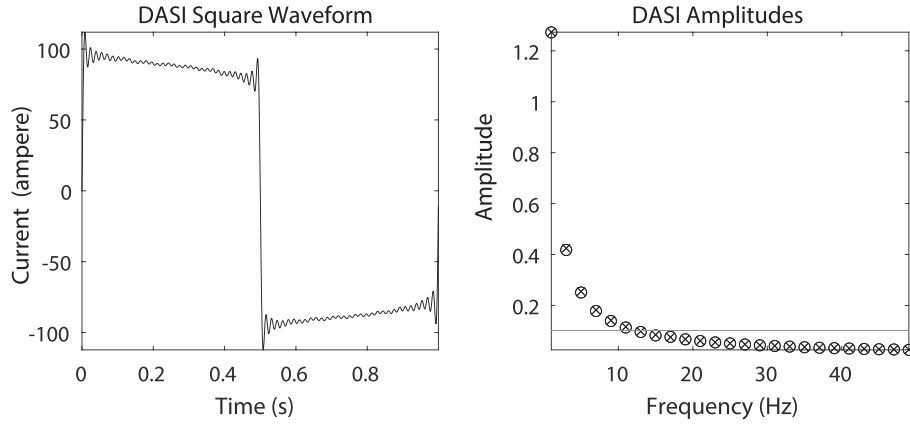 DASI Square Waveform
100
50
0
-50
-100
Current (ampere)
0 0.2 0.4 0.6 0.8
Time (s)
DASI Amplitudes
1.2
1
0.8
0.6
0.4
0.2
Amplitude
10 20 30 40
Frequency (Hz)